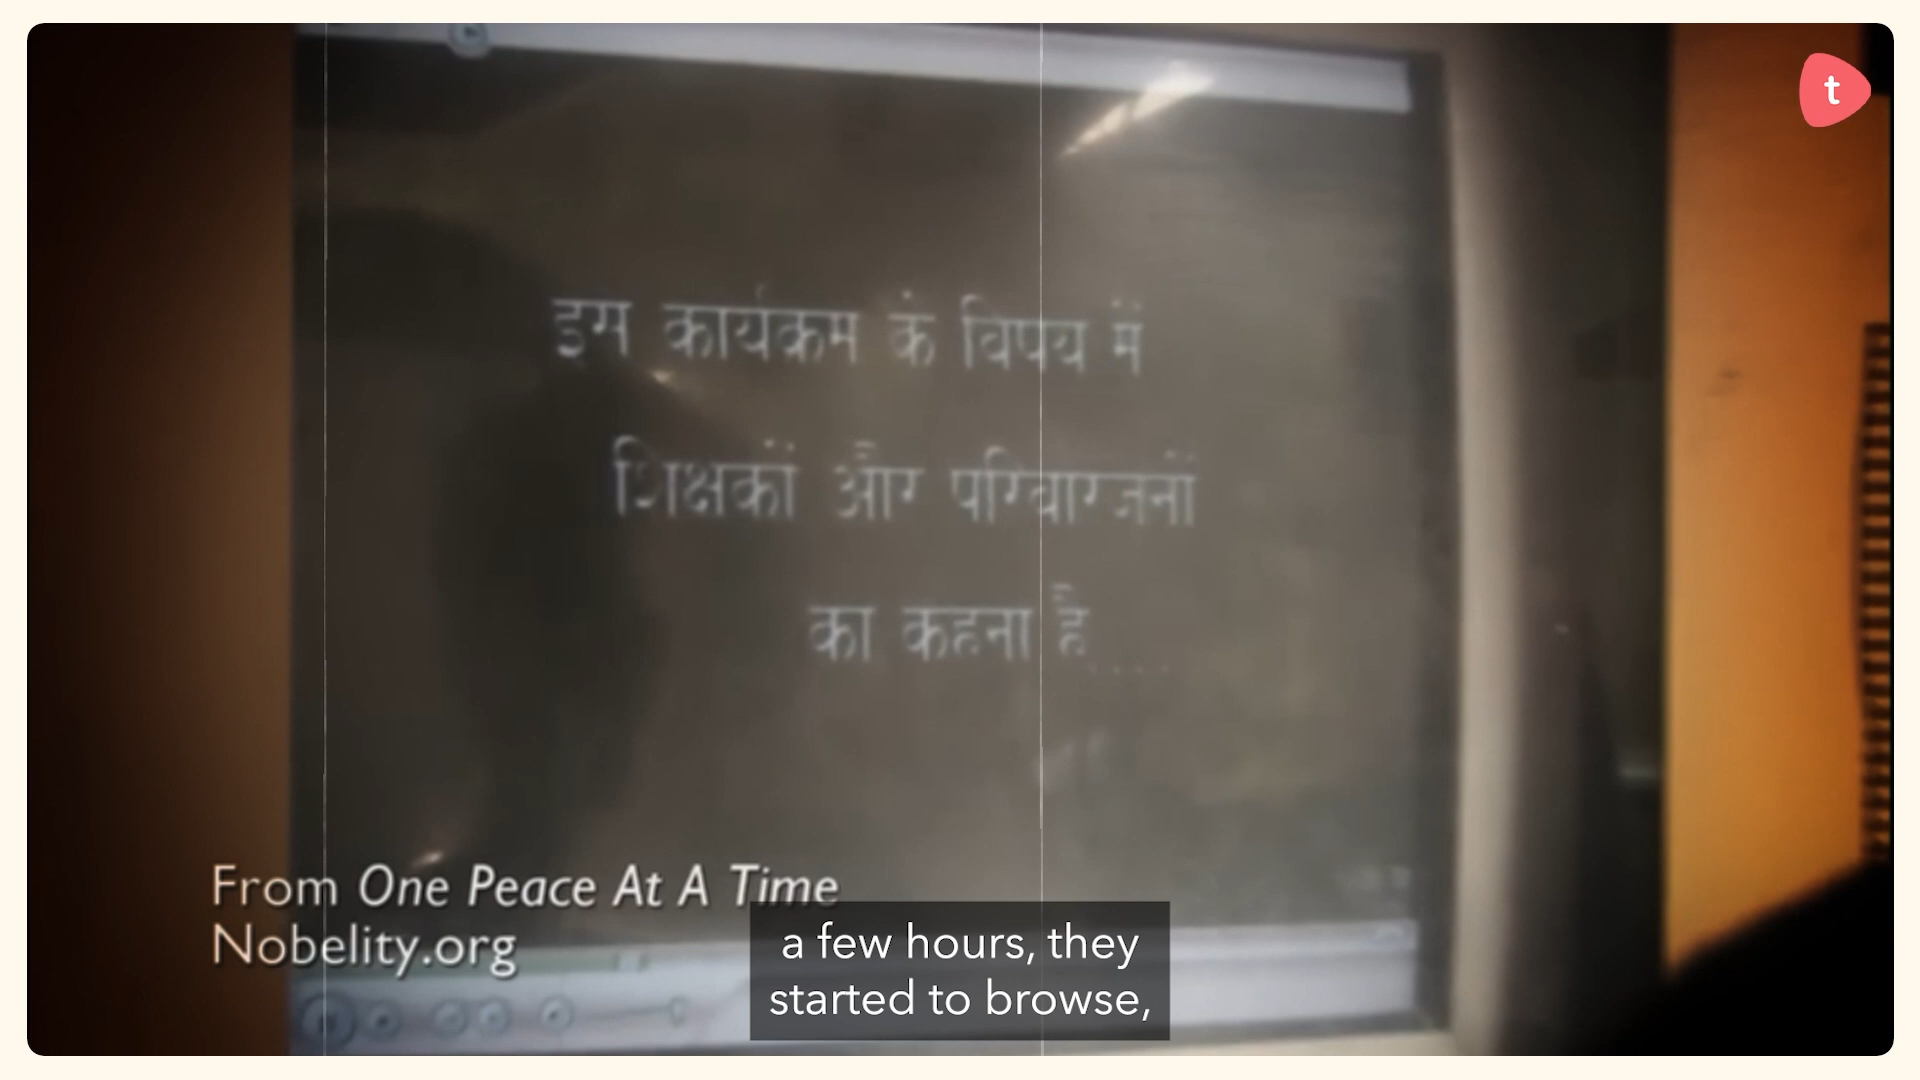 t
इस कार्यक्रम के विषय में
शिक्षकों और परिवारजनों
का कहना है....
From One Peace At A Time
Nobelity.org
a few hours, they
started to browse,